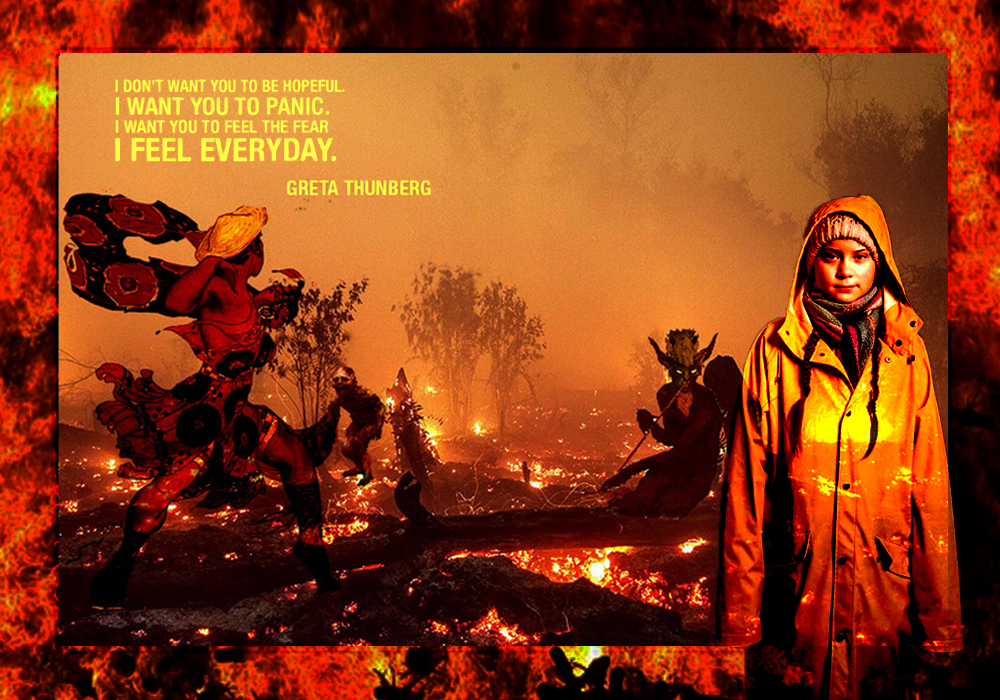 I DON'T WANT YOU TO BE HOPEFUL.
I WANT YOU TO PANIC.
I WANT YOU TO FEEL THE FEAR
I FEEL EVERYDAY.
GRETA THUNBERG